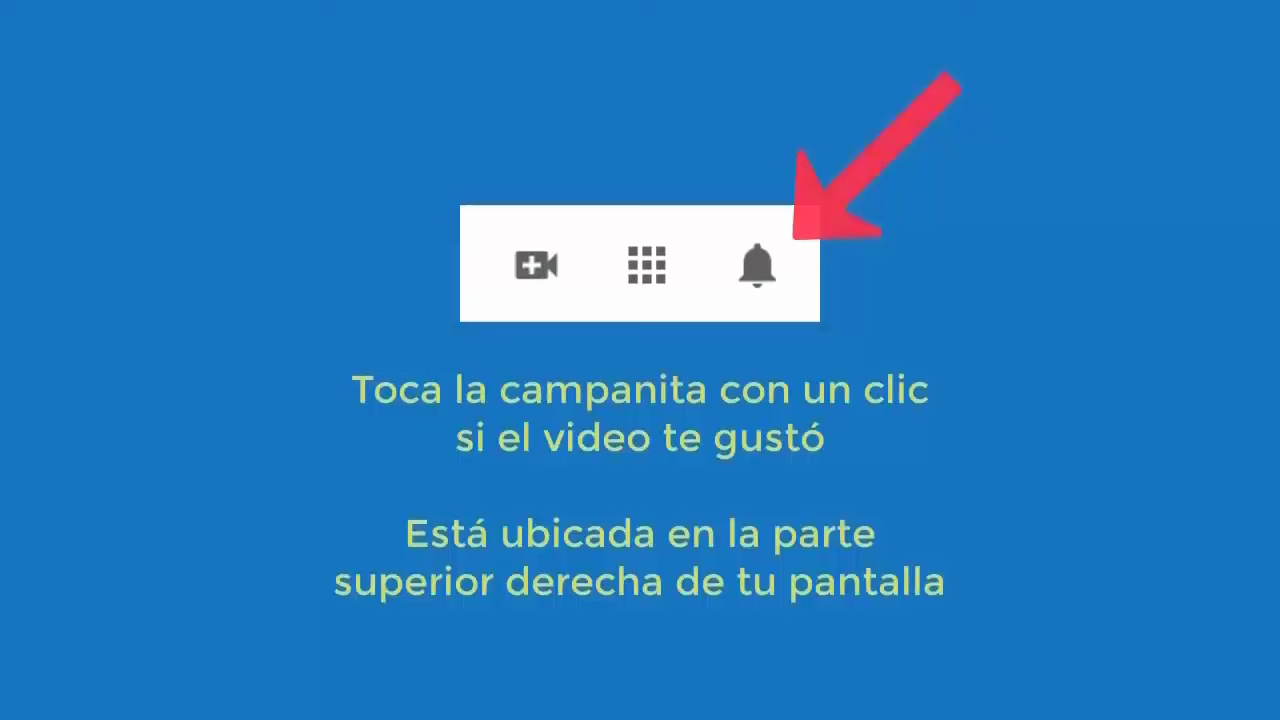 Toca la campanita con un clic
si el video te gustó
Está ubicada en la parte
superior derecha de tu pantalla